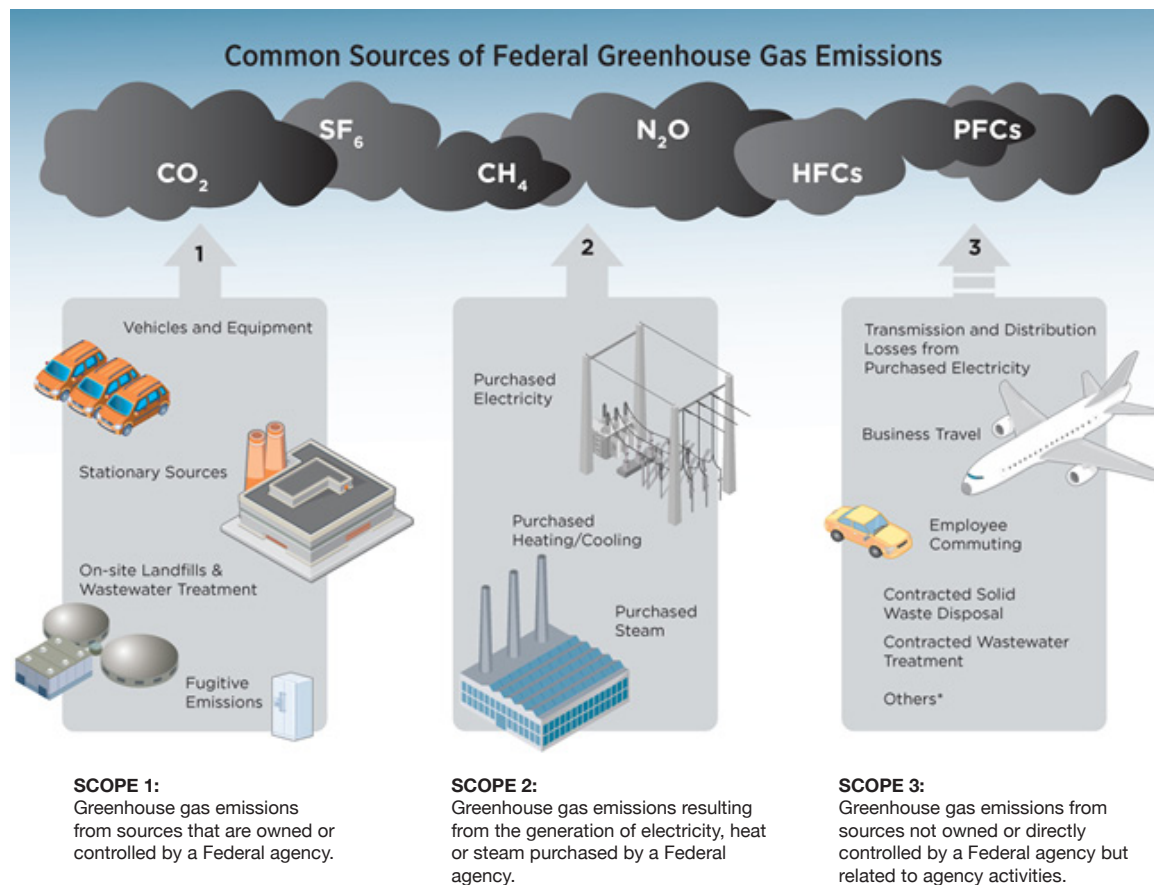 Common Sources of Federal Greenhouse Gas Emissions
SF₆
N₂O
PFCs
CO₂
CH₄
HFCs
1
Vehicles and Equipment
Stationary Sources
On-site Landfills &
Wastewater Treatment
Fugitive
Emissions
2
Purchased
Electricity
Purchased
Heating/Cooling
Purchased
Steam
3
Transmission and Distribution
Losses from
Purchased Electricity
Business Travel
Employee
Commuting
Contracted Solid
Waste Disposal
Contracted Wastewater
Treatment
Others*
SCOPE 1:
Greenhouse gas emissions
from sources that are owned or
controlled by a Federal agency.
SCOPE 2:
Greenhouse gas emissions resulting
from the generation of electricity, heat
or steam purchased by a Federal
agency.
SCOPE 3:
Greenhouse gas emissions from
sources not owned or directly
controlled by a Federal agency but
related to agency activities.